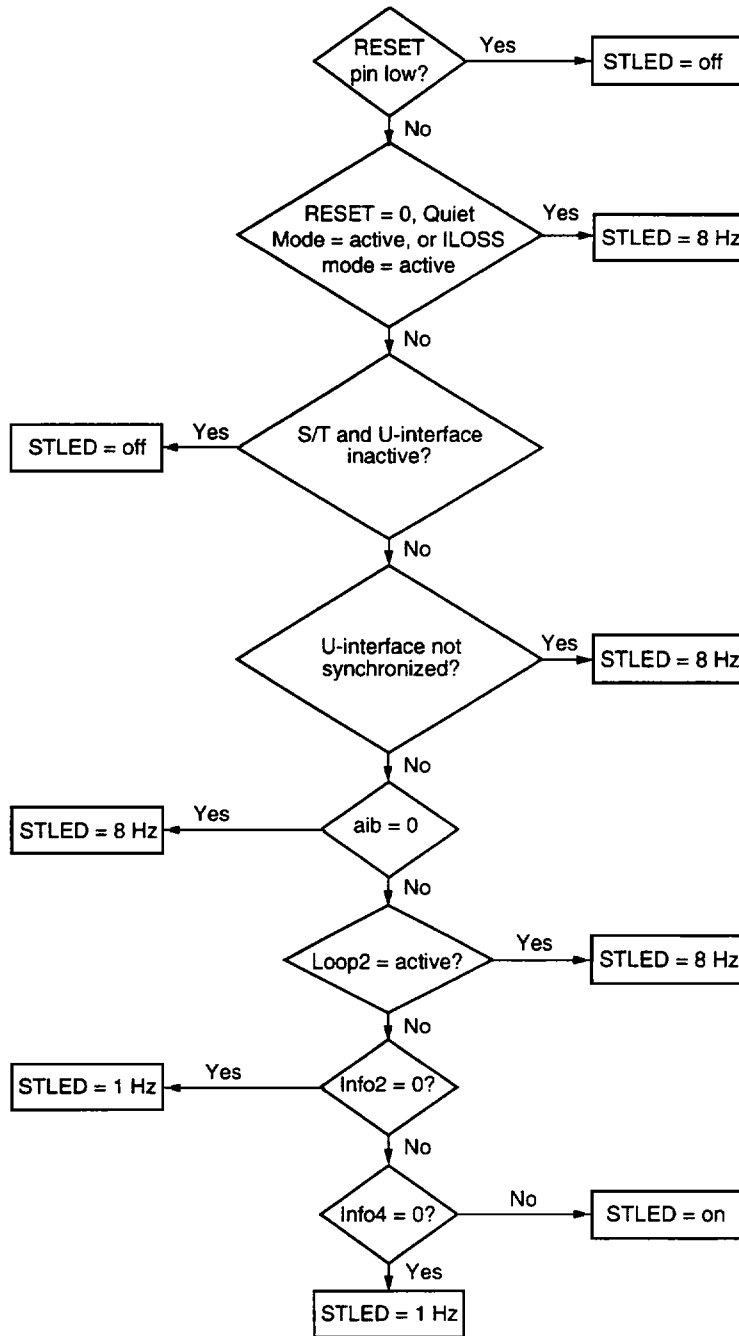 RESET
pin low?
Yes
STLED = off
No
RESET = 0, Quiet
Mode = active, or ILOSS
mode = active
Yes
STLED = 8 Hz
No
S/T and U-interface
inactive?
Yes
STLED = off
No
U-interface not
synchronized?
Yes
STLED = 8 Hz
No
aib = 0
Yes
STLED = 8 Hz
No
Loop2 = active?
Yes
STLED = 8 Hz
No
Info2 = 0?
Yes
STLED = 1 Hz
No
Info4 = 0?
No
STLED = on
Yes
STLED = 1 Hz